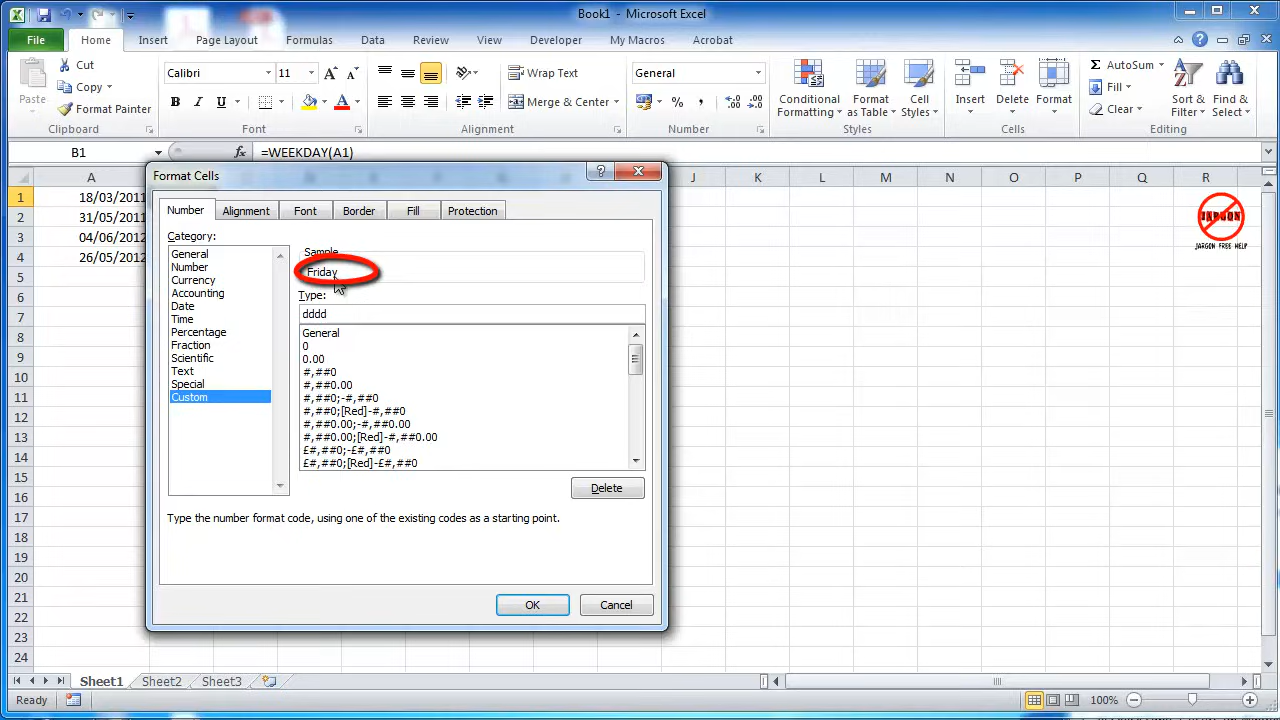 Book1 - Microsoft Excel
File Home Insert Page Layout Formulas Data Review View Developer My Macros Acrobat
Paste
Cut
Copy
Format Painter
Clipboard
Calibri 11
B I U
Font
Wrap Text
Merge & Center
Alignment
General
%
Number
Conditional Formatting
Format as Table
Cell Styles
Styles
Insert
Delete
Format
Cells
AutoSum
Fill
Clear
Sort & Filter
Find & Select
Editing
B1 fx =WEEKDAY(A1)
A J K L M N O P Q R
1 18/03/2011
2 31/05/2011
3 04/06/2012
4 26/05/2012
5
6
7
8
9
10
11
12
13
14
15
16
17
18
19
20
21
22
23
24
JARGON
JARGON FREE HELP
Format Cells
Number Alignment Font Border Fill Protection
Category:
General
Number
Currency
Accounting
Date
Time
Percentage
Fraction
Scientific
Text
Special
Custom
Sample
Friday
Type:
dddd
General
0
0.00
#,##0
#,##0.00
#,##0;-#,##0
#,##0;[Red]-#,##0
#,##0.00;-#,##0.00
#,##0.00;[Red]-#,##0.00
£#,##0;-£#,##0
£#,##0;[Red]-£#,##0
Delete
Type the number format code, using one of the existing codes as a starting point.
OK Cancel
Sheet1 Sheet2 Sheet3
Ready 100%